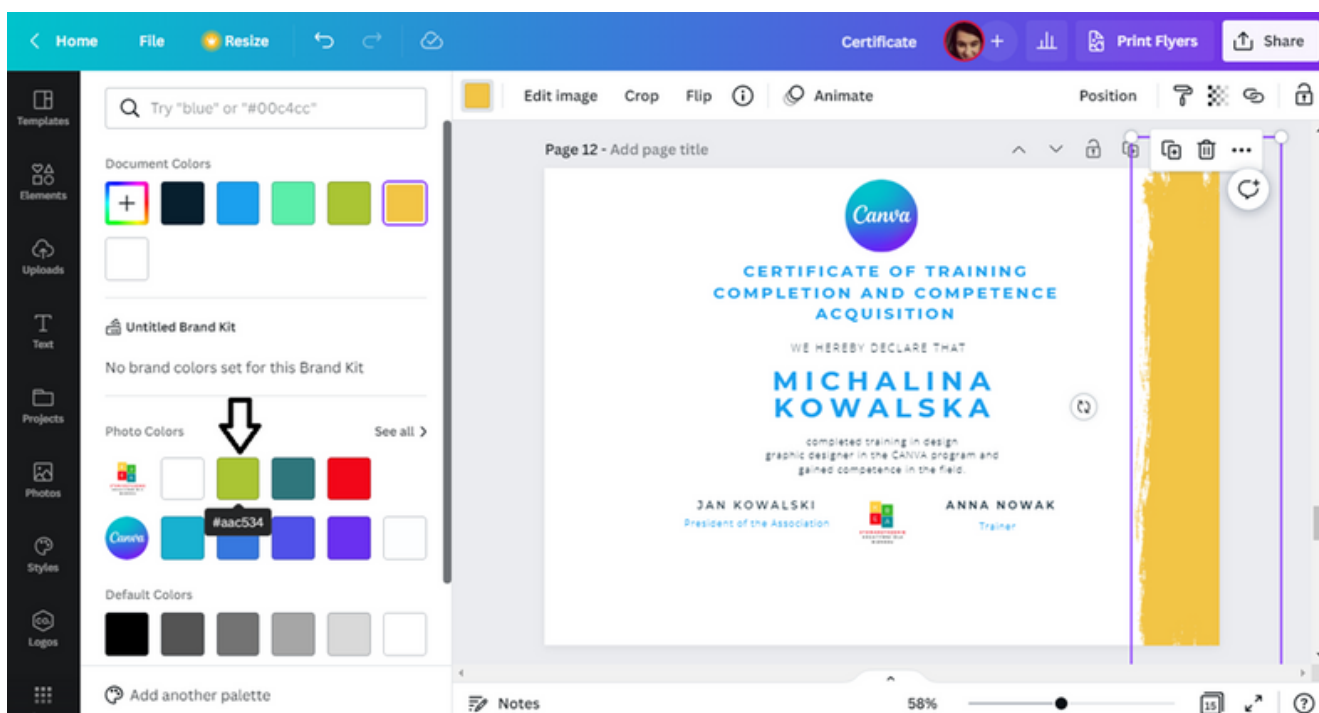 Home File Resize
Certificate + Print Flyers Share
Templates
Elements
Uploads
Text
Projects
Photos
Styles
Logos
Try "blue" or "#00c4cc"
Document Colors
+
Untitled Brand Kit
No brand colors set for this Brand Kit
Photo Colors See all
#aac534
Canva
Default Colors
Add another palette
Edit image Crop Flip Animate Position
Page 12 - Add page title
Canva
CERTIFICATE OF TRAINING
COMPLETION AND COMPETENCE
ACQUISITION
WE HEREBY DECLARE THAT
MICHALINA
KOWALSKA
completed training in design
graphic designer in the CANVA program and
gained competence in the field.
JAN KOWALSKI
President of the Association
ANNA NOWAK
Trainer
Notes 58% 15 ?